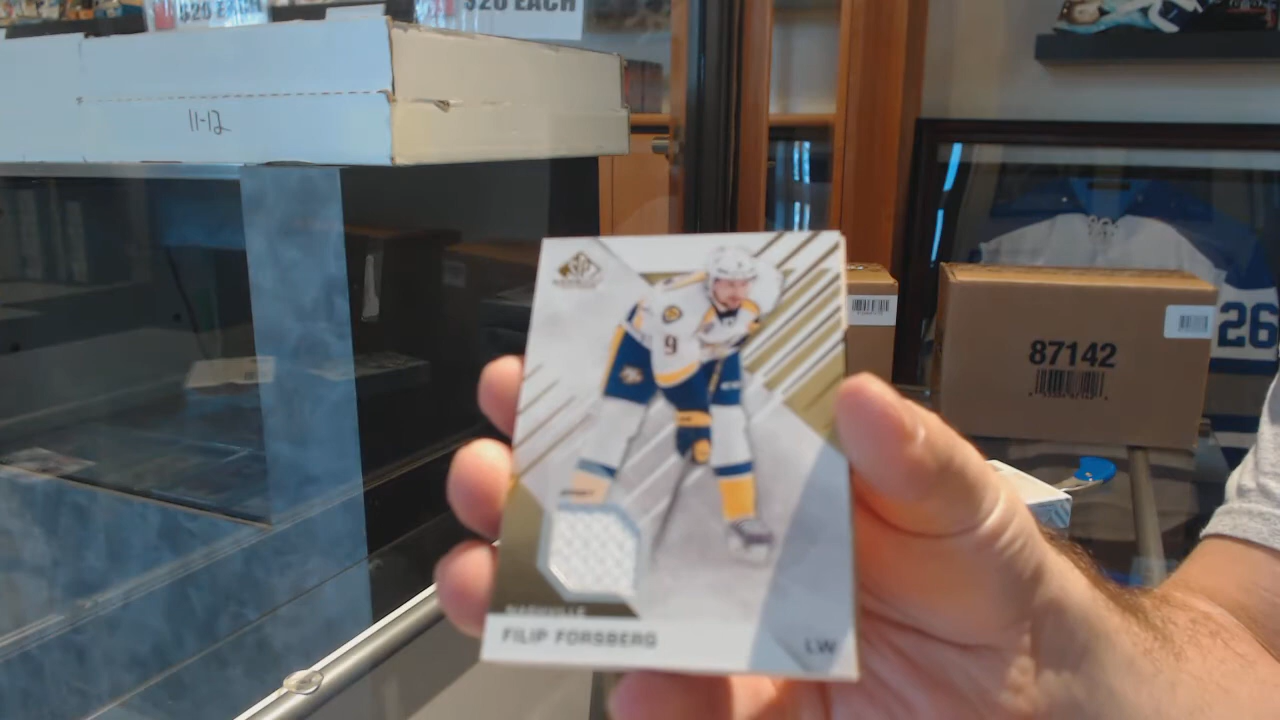 $20 EACH
$20 EACH
11-12
9
NASHVILLE
FILIP FORSBERG
LW
87142
26